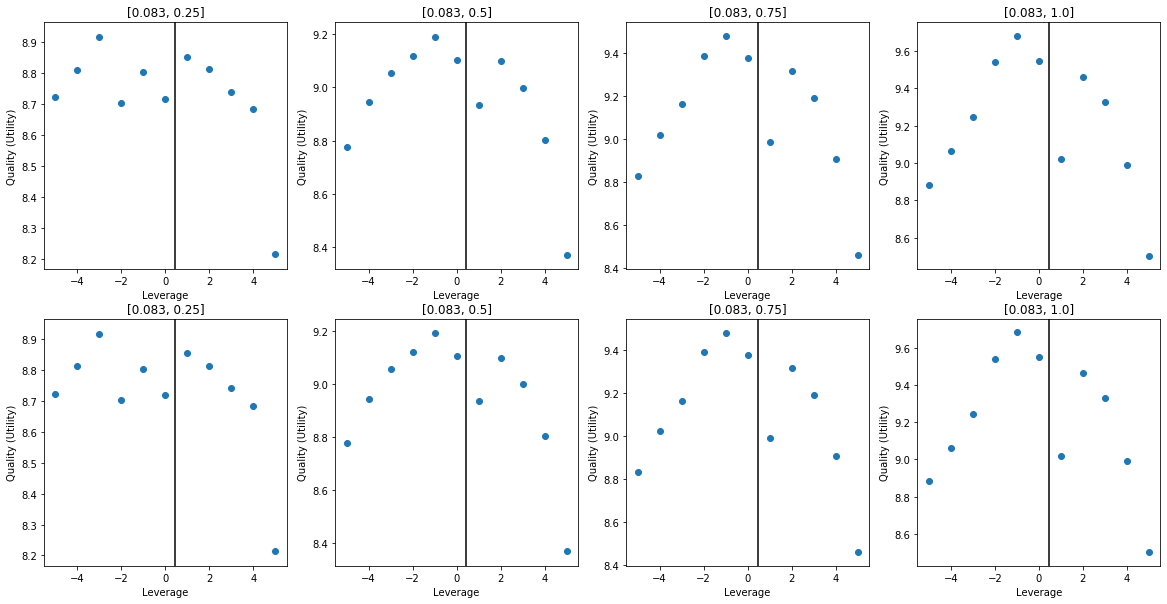 [0.083, 0.25]
[0.083, 0.5]
[0.083, 0.75]
[0.083, 1.0]
Quality (Utility)
8.9
8.8
8.7
8.6
8.5
8.4
8.3
8.2
−4 −2 0 2 4
Leverage
Quality (Utility)
9.2
9.0
8.8
8.6
8.4
−4 −2 0 2 4
Leverage
Quality (Utility)
9.4
9.2
9.0
8.8
8.6
8.4
−4 −2 0 2 4
Leverage
Quality (Utility)
9.6
9.4
9.2
9.0
8.8
8.6
−4 −2 0 2 4
Leverage
[0.083, 0.25]
[0.083, 0.5]
[0.083, 0.75]
[0.083, 1.0]
Quality (Utility)
8.9
8.8
8.7
8.6
8.5
8.4
8.3
8.2
−4 −2 0 2 4
Leverage
Quality (Utility)
9.2
9.0
8.8
8.6
8.4
−4 −2 0 2 4
Leverage
Quality (Utility)
9.4
9.2
9.0
8.8
8.6
8.4
−4 −2 0 2 4
Leverage
Quality (Utility)
9.6
9.4
9.2
9.0
8.8
8.6
−4 −2 0 2 4
Leverage